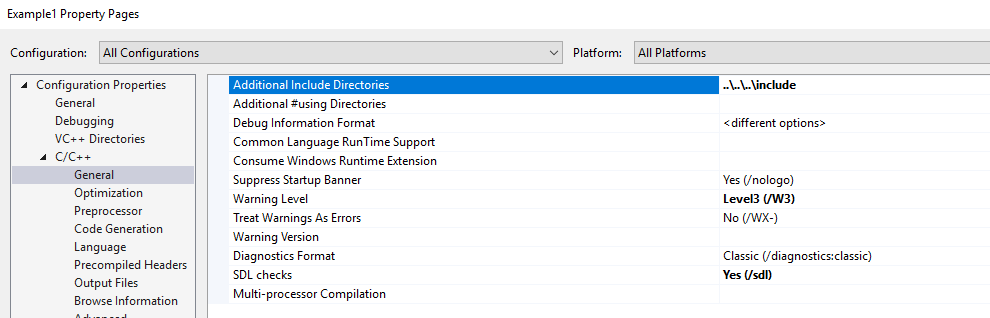 Example1 Property Pages
Configuration: All Configurations Platform: All Platforms
Configuration Properties
General
Debugging
VC++ Directories
C/C++
General
Optimization
Preprocessor
Code Generation
Language
Precompiled Headers
Output Files
Browse Information
Advanced
Additional Include Directories ..\..\..\include
Additional #using Directories
Debug Information Format <different options>
Common Language RunTime Support
Consume Windows Runtime Extension
Suppress Startup Banner Yes (/nologo)
Warning Level Level3 (/W3)
Treat Warnings As Errors No (/WX-)
Warning Version
Diagnostics Format Classic (/diagnostics:classic)
SDL checks Yes (/sdl)
Multi-processor Compilation